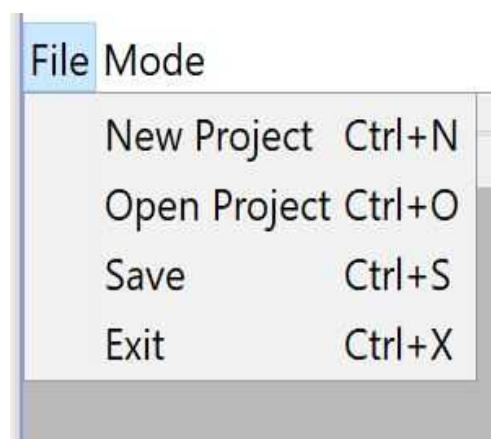 File Mode
New Project Ctrl+N
Open Project Ctrl+O
Save Ctrl+S
Exit Ctrl+X